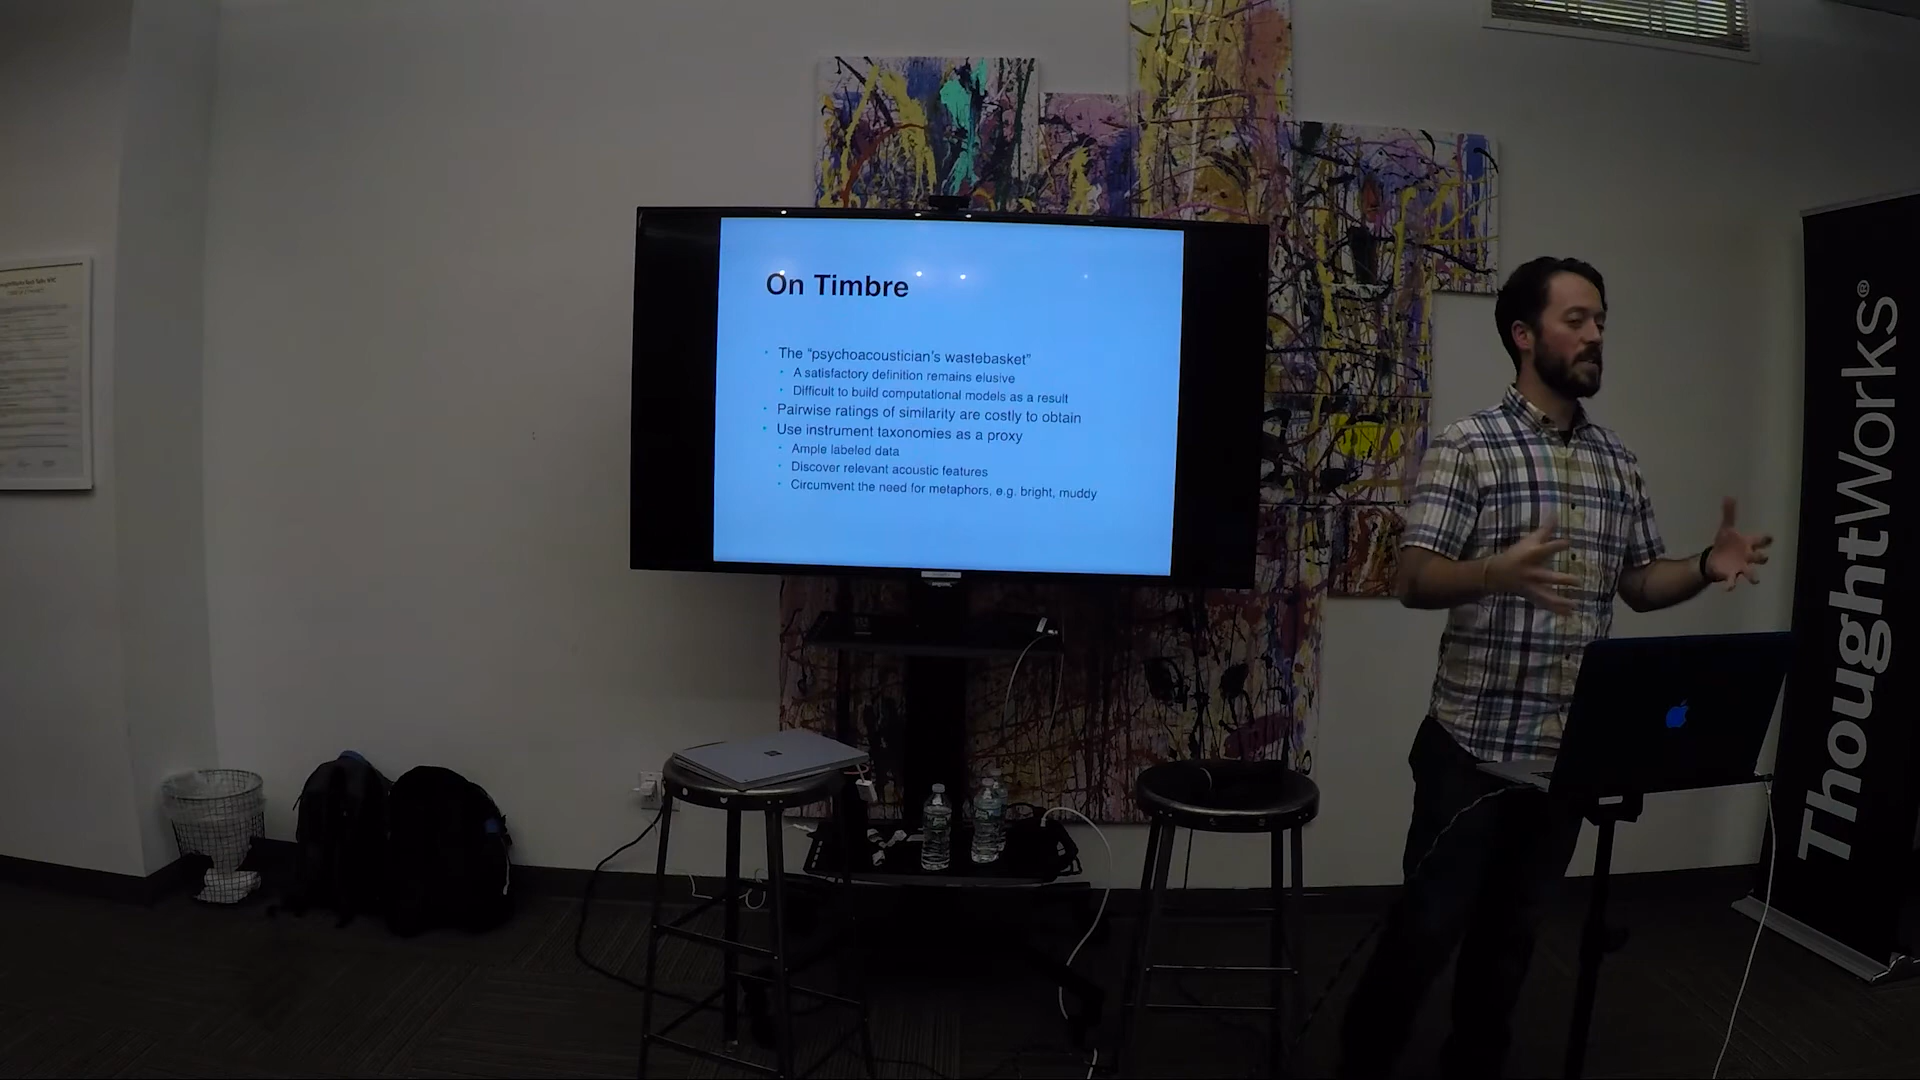 On Timbre
The "psychoacoustician's wastebasket"
A satisfactory definition remains elusive
Difficult to build computational models as a result
Pairwise ratings of similarity are costly to obtain
Use instrument taxonomies as a proxy
Ample labeled data
Discover relevant acoustic features
Circumvent the need for metaphors, e.g. bright, muddy
ThoughtWorks®